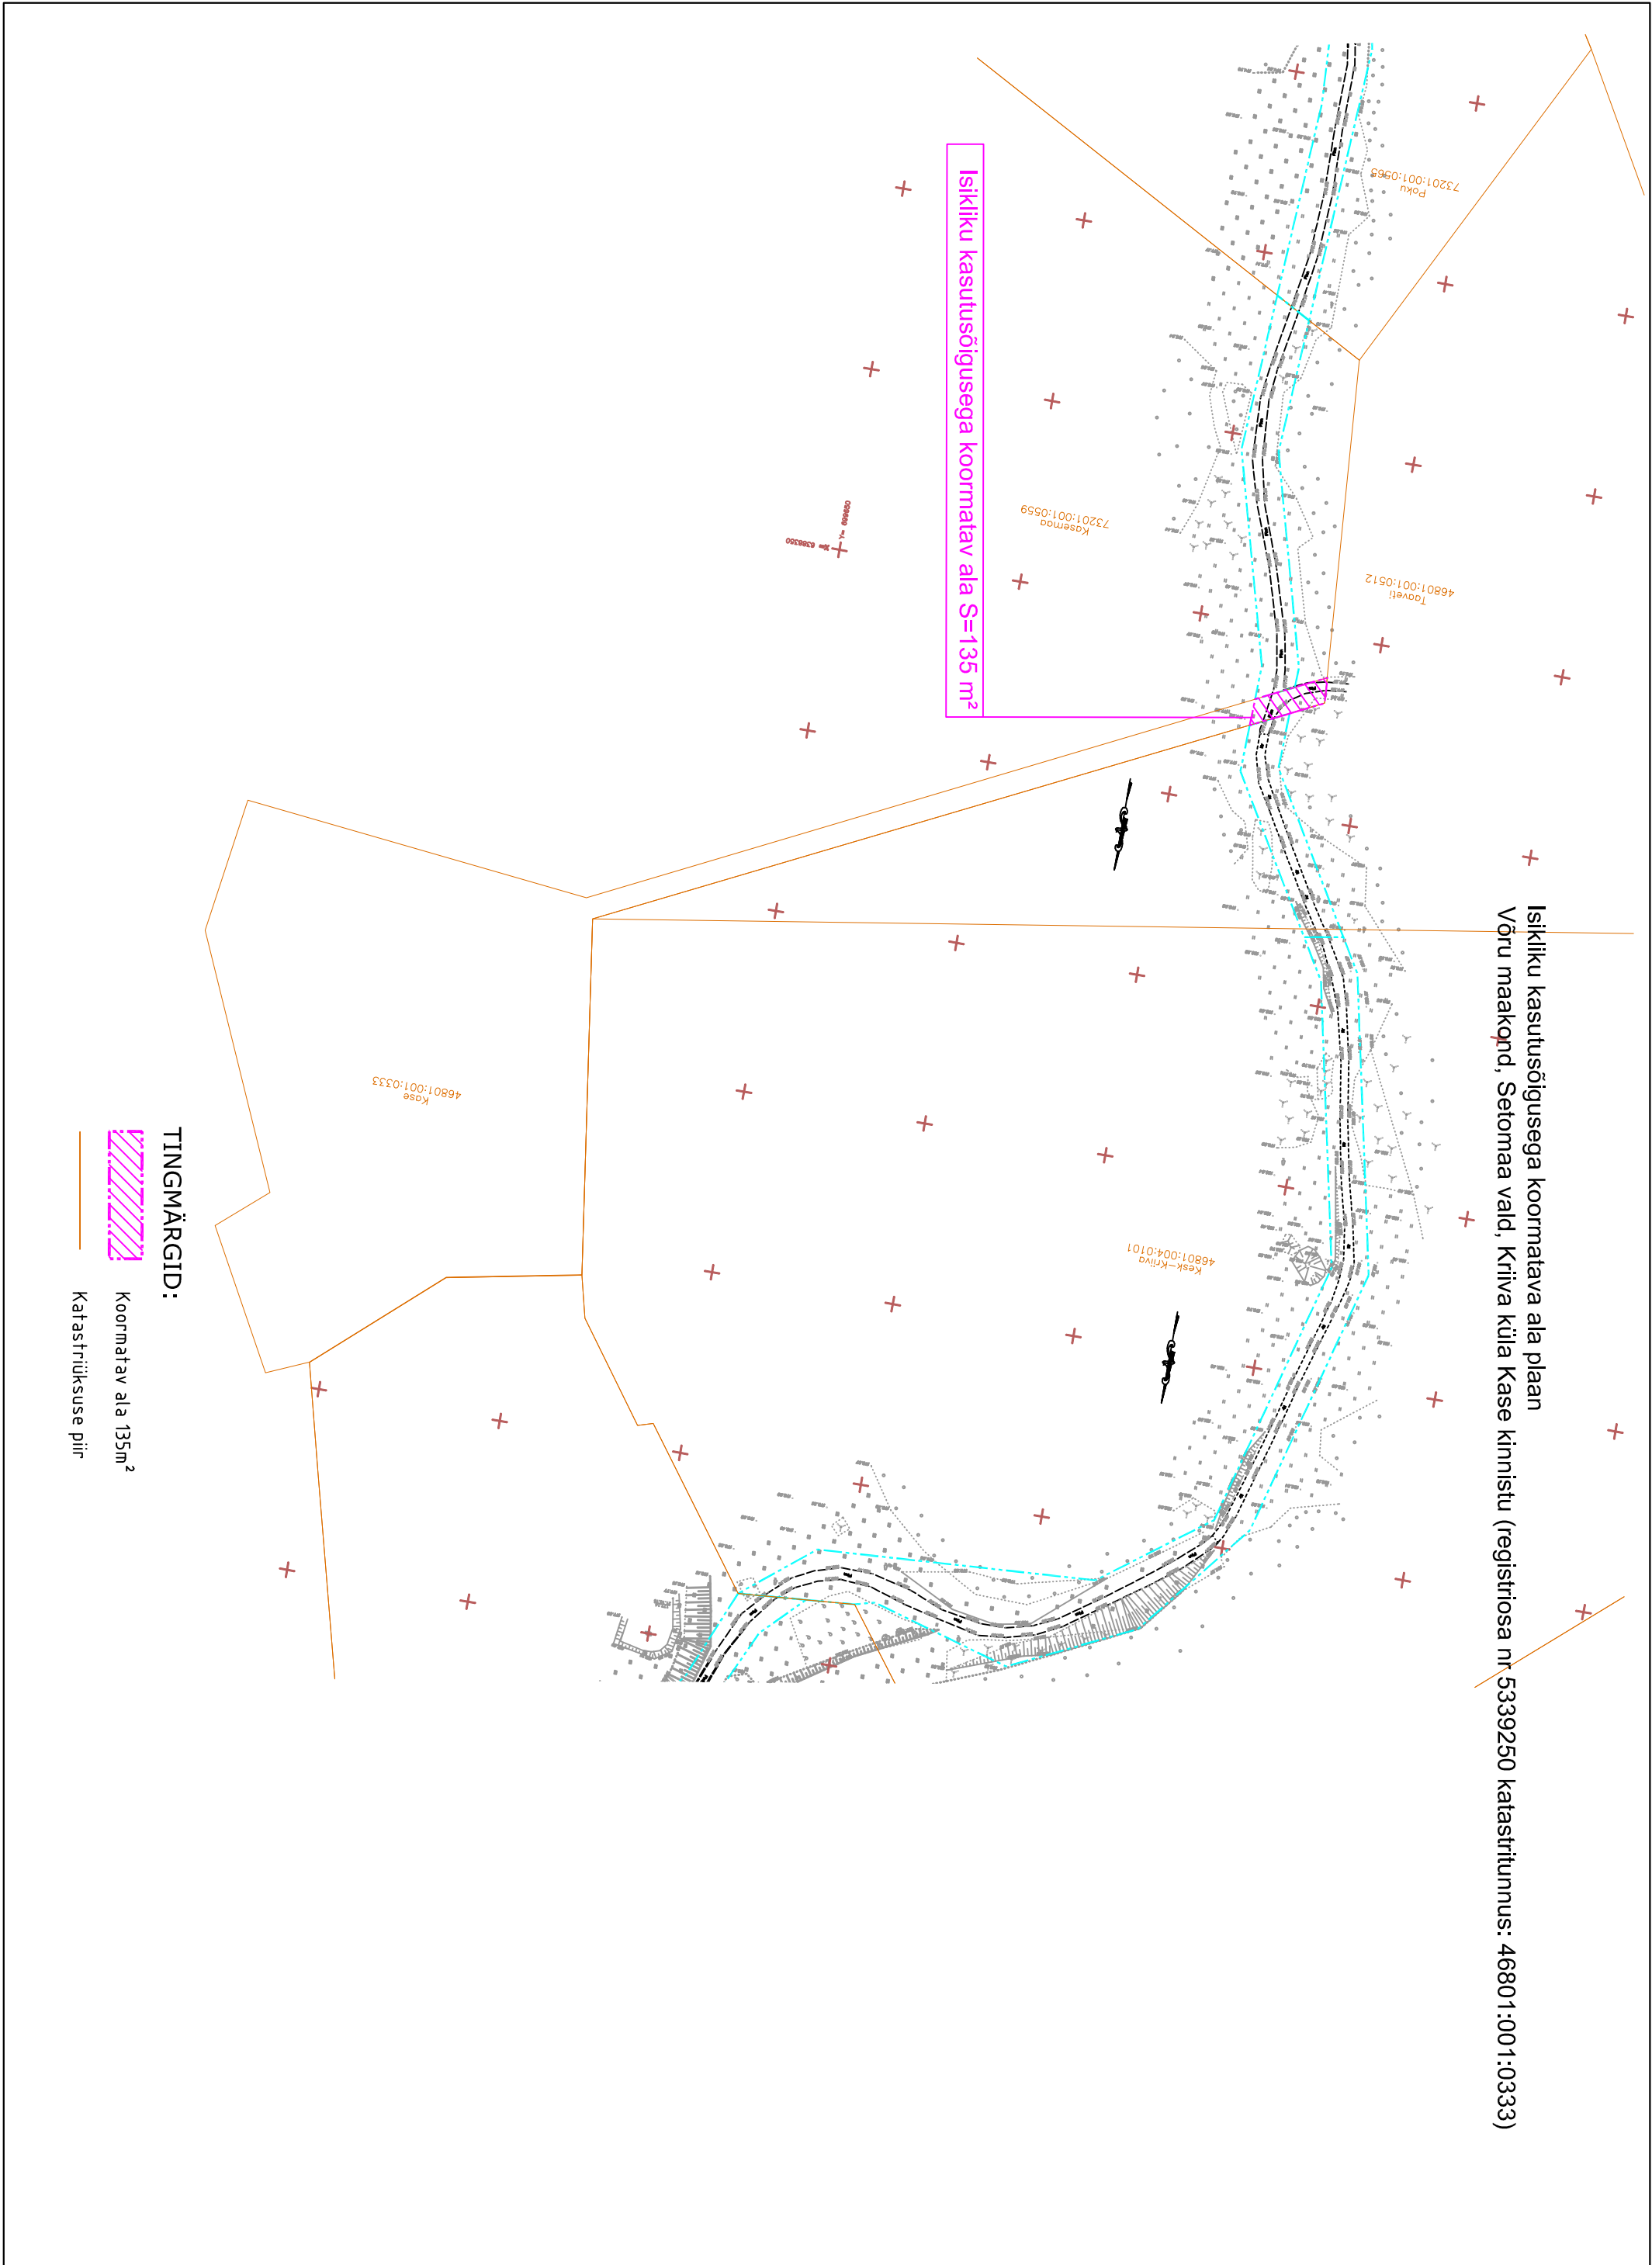 Isikliku kasutusõigusega koormatava ala plaan
Võru maakond, Setomaa vald, Kriiva küla Kase kinnistu (registriosa nr 5339250 katastritunnus: 46801:001:0333)
Poku
73201:001:0565
Taaveti
46801:001:0512
Kasemaa
73201:001:0559
Isikliku kasutusõigusega koormatav ala S=135 m²
Kesk-Kriiva
46801:004:0101
Kase
46801:001:0333
TINGMÄRGID:
Koormatav ala 135m²
Katastriüksuse piir